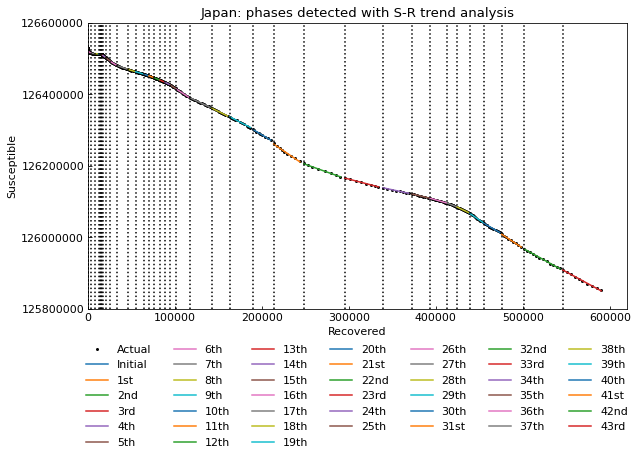 Japan: phases detected with S-R trend analysis
126600000
126400000
126200000
126000000
125800000
Susceptible
0 100000 200000 300000 400000 500000 600000
Recovered
Actual 6th 13th 20th 26th 32nd 38th
Initial 7th 14th 21st 27th 33rd 39th
1st 8th 15th 22nd 28th 34th 40th
2nd 9th 16th 23rd 29th 35th 41st
3rd 10th 17th 24th 30th 36th 42nd
4th 11th 18th 25th 31st 37th 43rd
5th 12th 19th